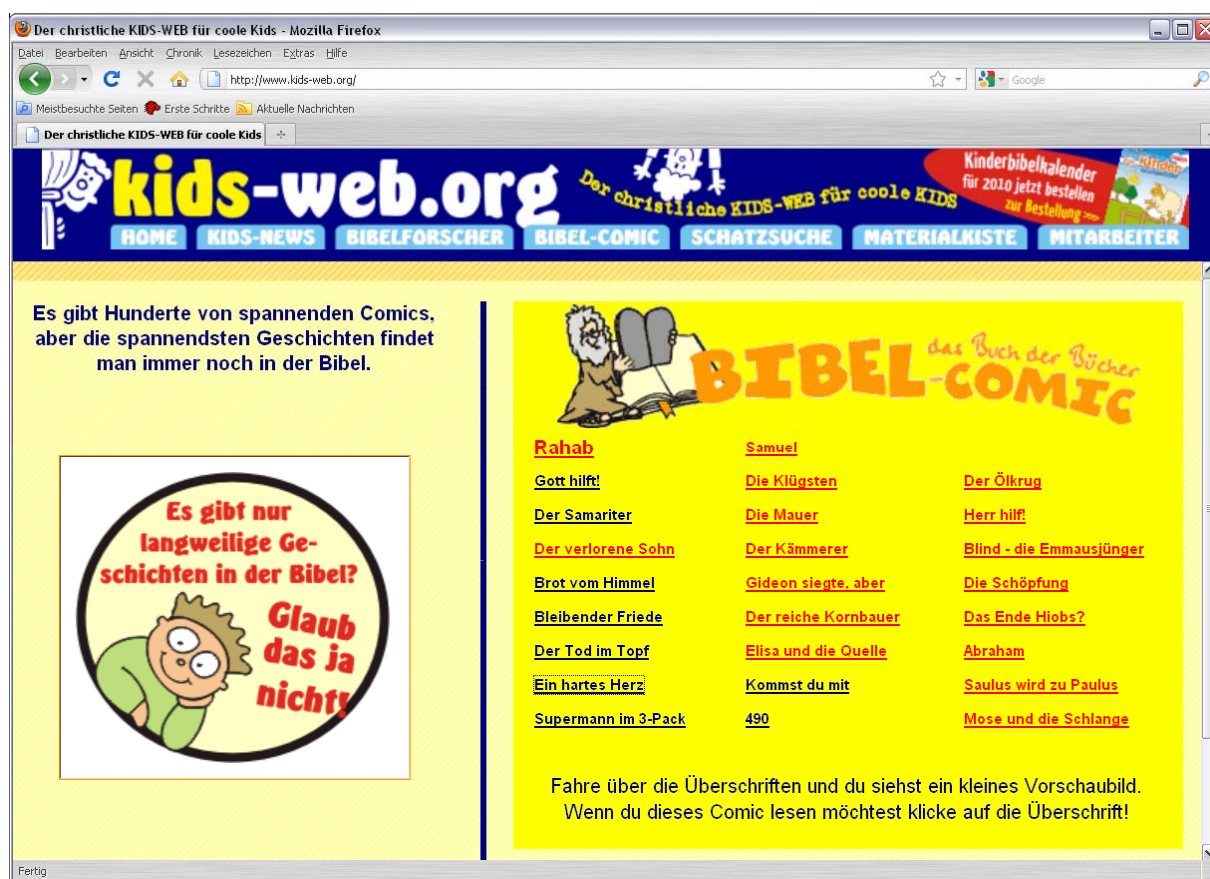 Der christliche KIDS-WEB für coole Kids - Mozilla Firefox
Datei Bearbeiten Ansicht Chronik Lesezeichen Extras Hilfe
http://www.kids-web.org/
Google
Meistbesuchte Seiten Erste Schritte Aktuelle Nachrichten
Der christliche KIDS-WEB für coole Kids
kids-web.org
Der christliche KIDS-WEB für coole KIDS
Kinderbibelkalender
für 2010 jetzt bestellen
zur Bestellung >>>
HOME KIDS-NEWS BIBELFORSCHER BIBEL-COMIC SCHATZSUCHE MATERIALKISTE MITARBEITER
Es gibt Hunderte von spannenden Comics,
aber die spannendsten Geschichten findet
man immer noch in der Bibel.
Es gibt nur
langweilige Ge-
schichten in der Bibel?
Glaub
das ja
nicht!
das Buch der Bücher
BIBEL-COMIC
Rahab Samuel
Gott hilft! Die Klügsten Der Ölkrug
Der Samariter Die Mauer Herr hilf!
Der verlorene Sohn Der Kämmerer Blind - die Emmausjünger
Brot vom Himmel Gideon siegte, aber Die Schöpfung
Bleibender Friede Der reiche Kornbauer Das Ende Hiobs?
Der Tod im Topf Elisa und die Quelle Abraham
Ein hartes Herz Kommst du mit Saulus wird zu Paulus
Supermann im 3-Pack 490 Mose und die Schlange
Fahre über die Überschriften und du siehst ein kleines Vorschaubild.
Wenn du dieses Comic lesen möchtest klicke auf die Überschrift!
Fertig